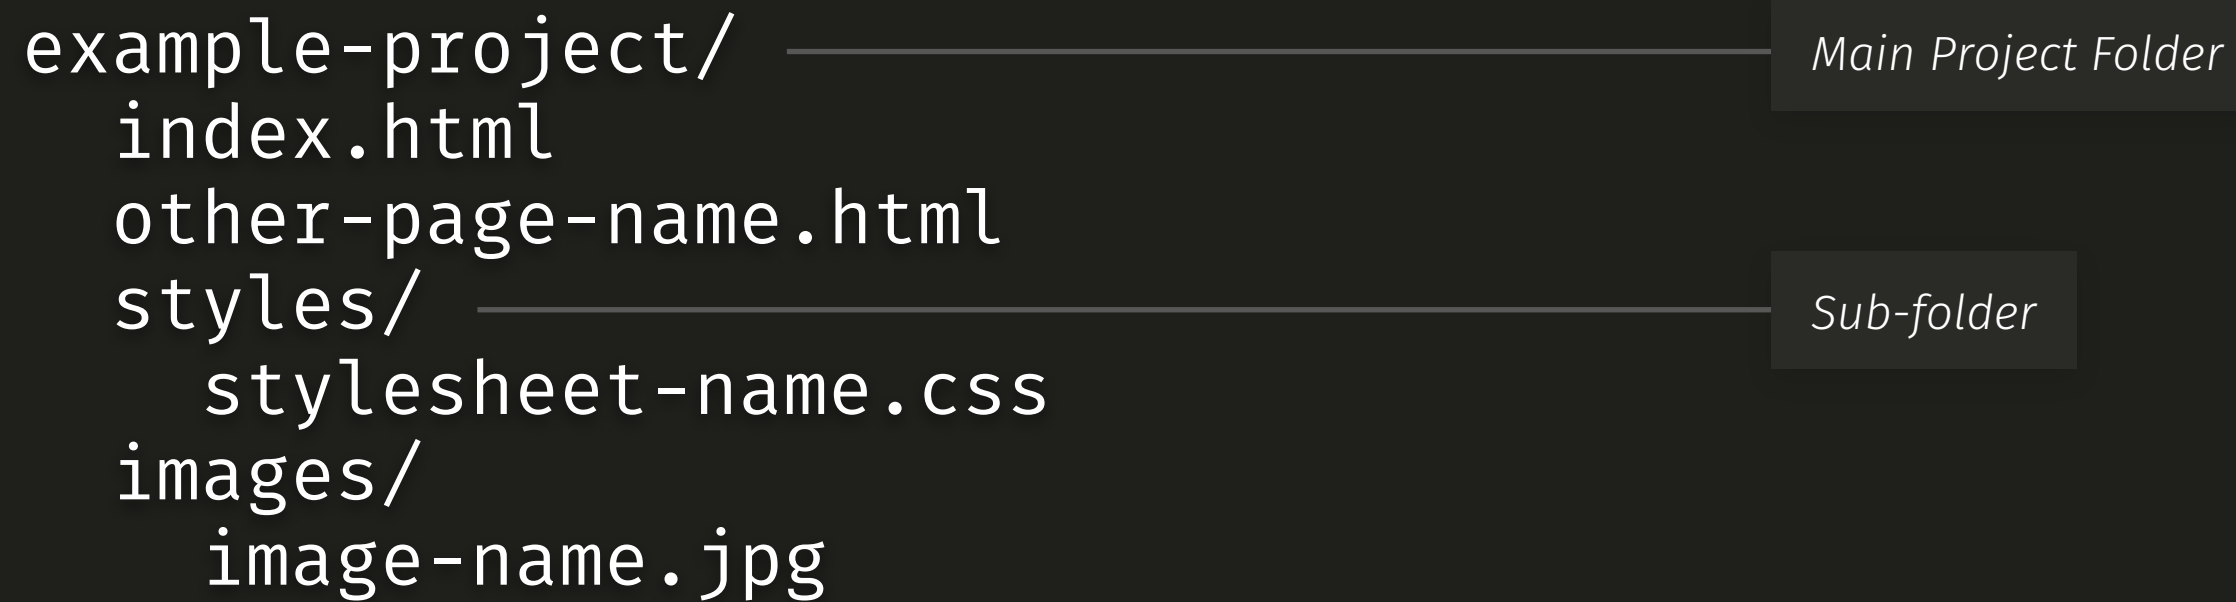 example-project/ Main Project Folder
index.html
other-page-name.html
styles/ Sub-folder
stylesheet-name.css
images/
image-name.jpg